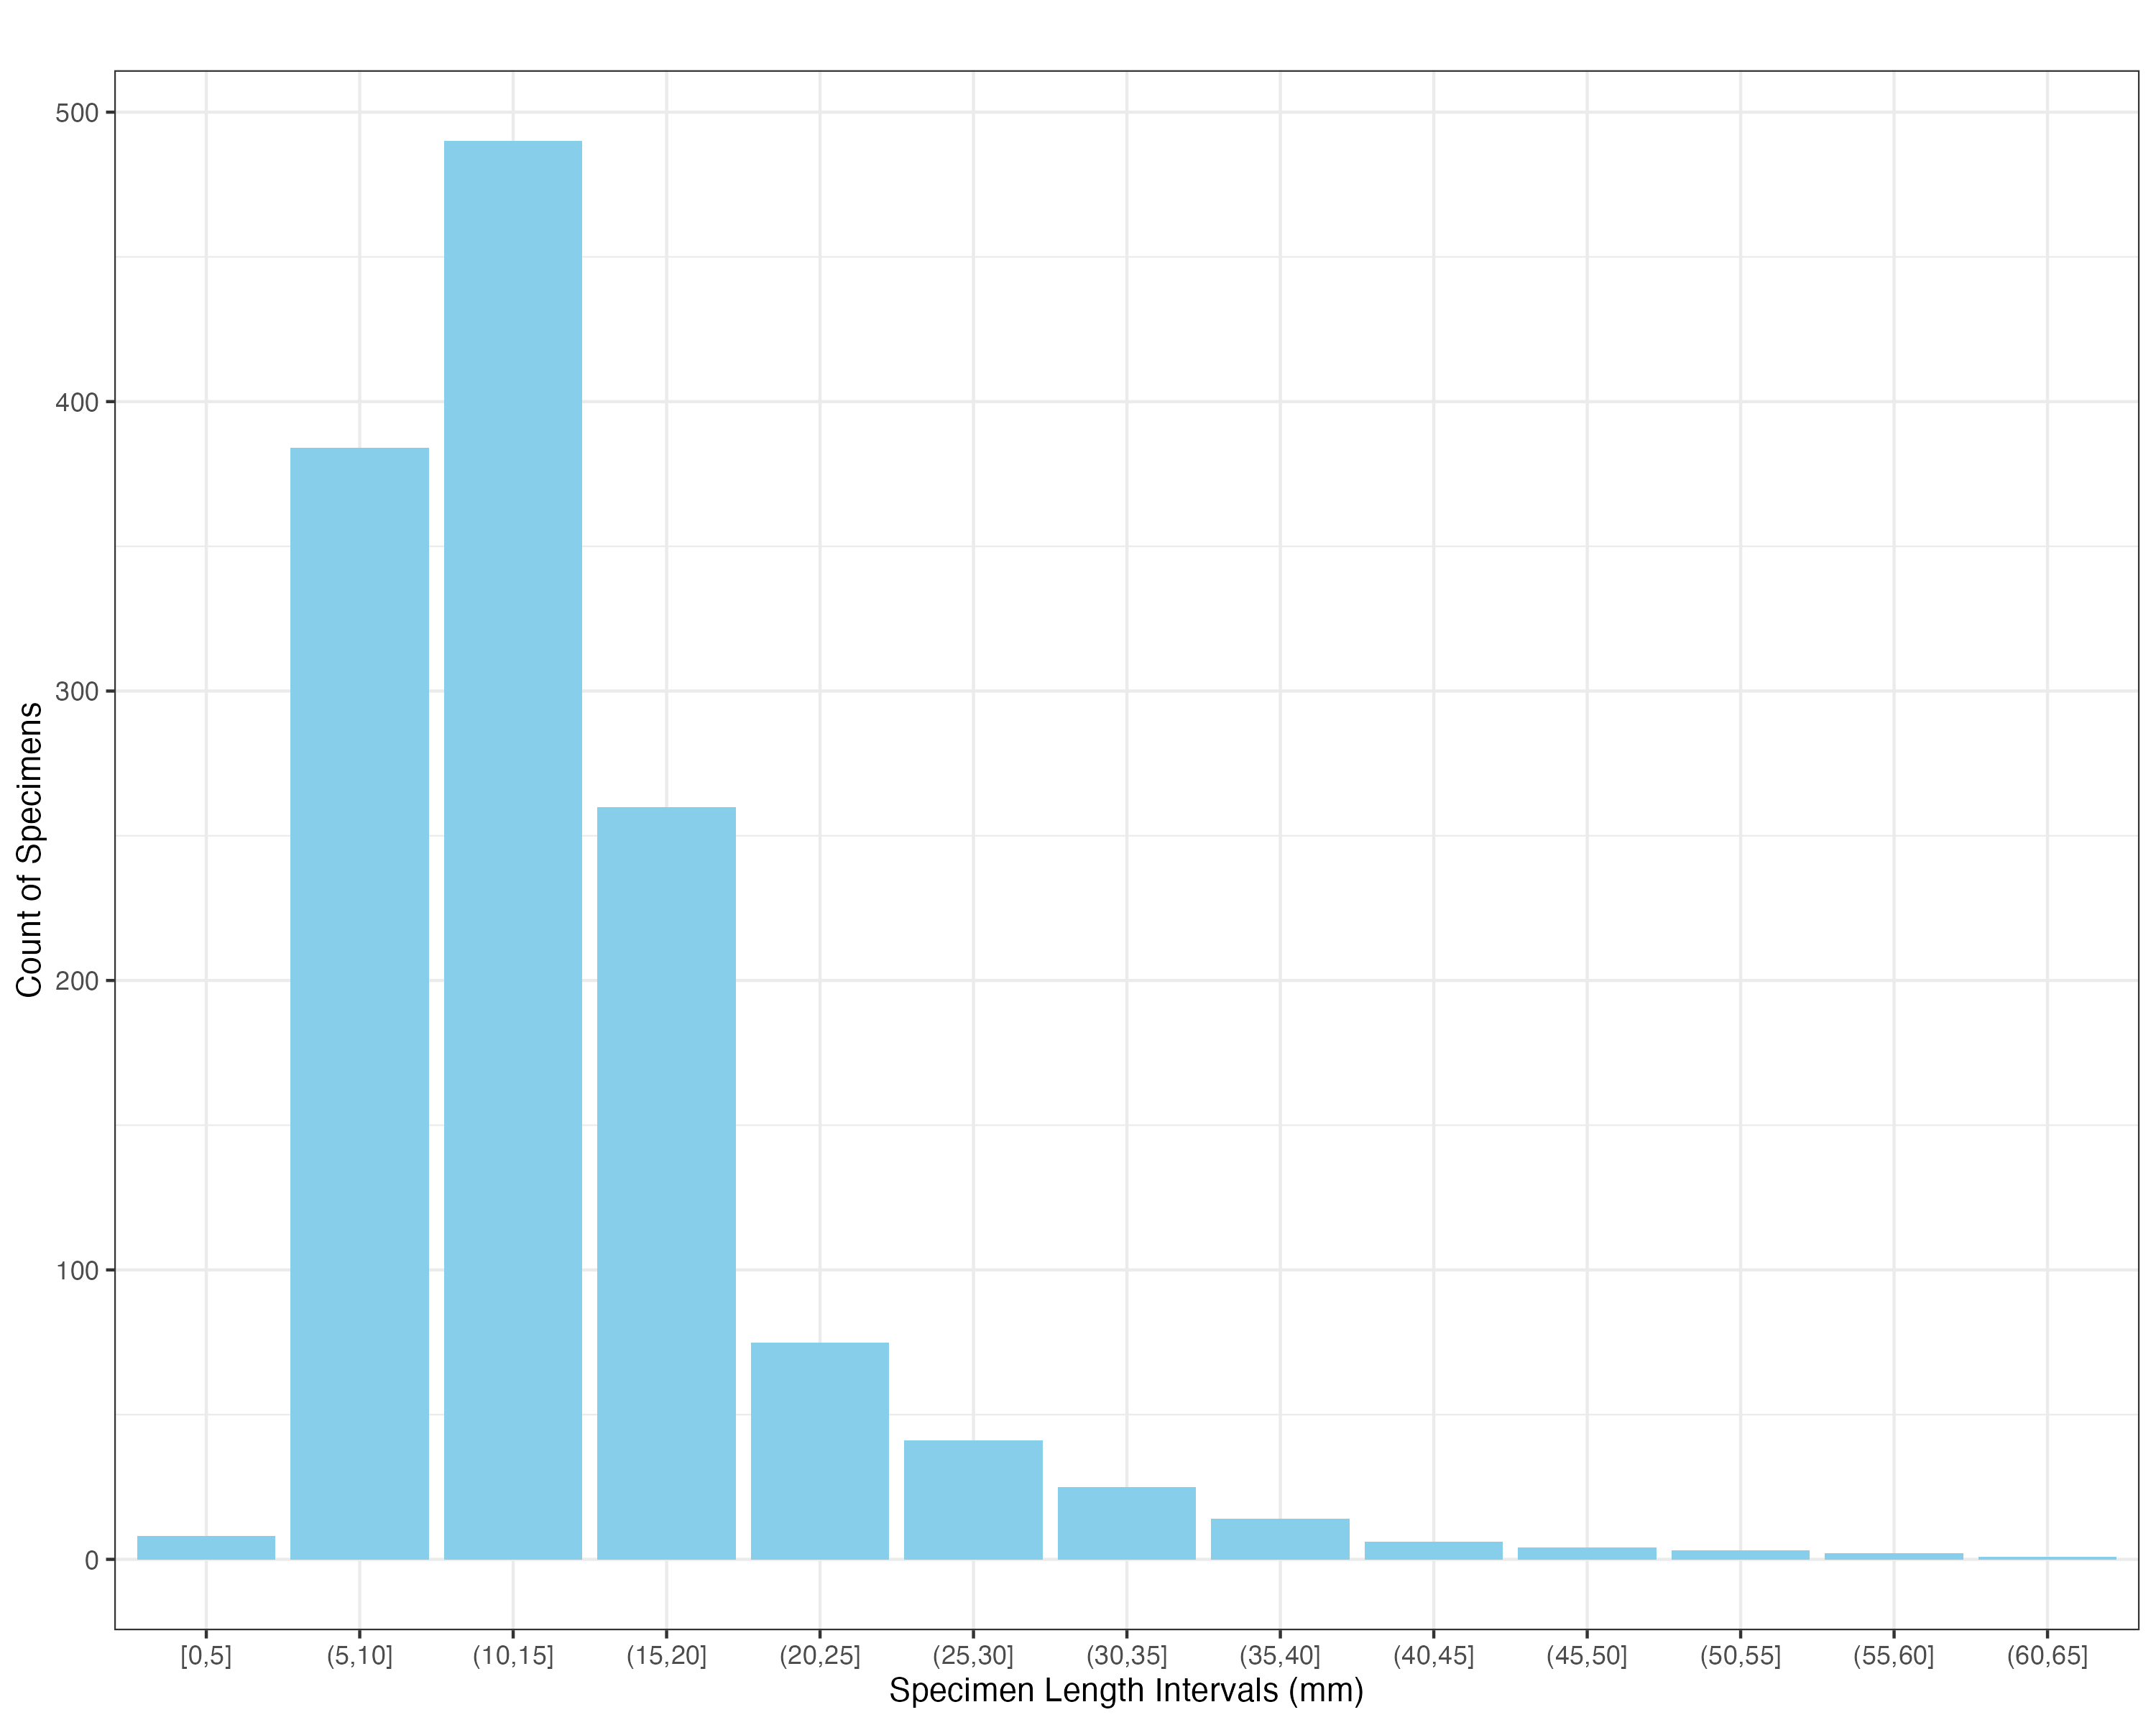 500
400
300
200
100
0
Count of Specimens
[0,5] (5,10] (10,15] (15,20] (20,25] (25,30] (30,35] (35,40] (40,45] (45,50] (50,55] (55,60] (60,65]
Specimen Length Intervals (mm)